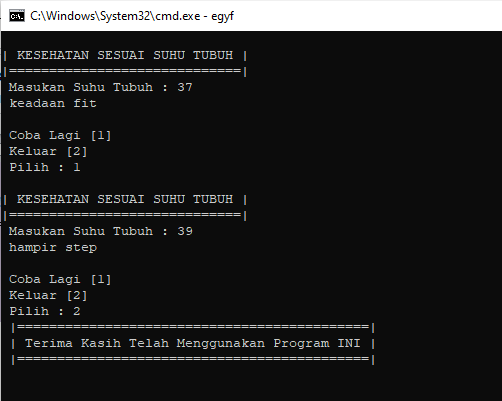 C:\Windows\System32\cmd.exe - egyf
| KESEHATAN SESUAI SUHU TUBUH |
|=============================|
Masukan Suhu Tubuh : 37
keadaan fit
Coba Lagi [1]
Keluar [2]
Pilih : 1
| KESEHATAN SESUAI SUHU TUBUH |
|=============================|
Masukan Suhu Tubuh : 39
hampir step
Coba Lagi [1]
Keluar [2]
Pilih : 2
|============================================|
| Terima Kasih Telah Menggunakan Program INI |
|============================================|